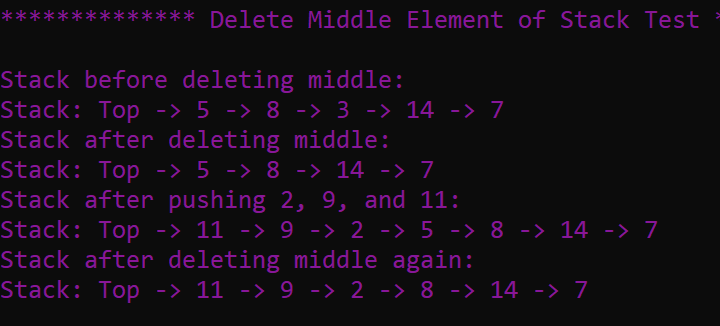 ************** Delete Middle Element of Stack Test *
Stack before deleting middle:
Stack: Top -> 5 -> 8 -> 3 -> 14 -> 7
Stack after deleting middle:
Stack: Top -> 5 -> 8 -> 14 -> 7
Stack after pushing 2, 9, and 11:
Stack: Top -> 11 -> 9 -> 2 -> 5 -> 8 -> 14 -> 7
Stack after deleting middle again:
Stack: Top -> 11 -> 9 -> 2 -> 8 -> 14 -> 7